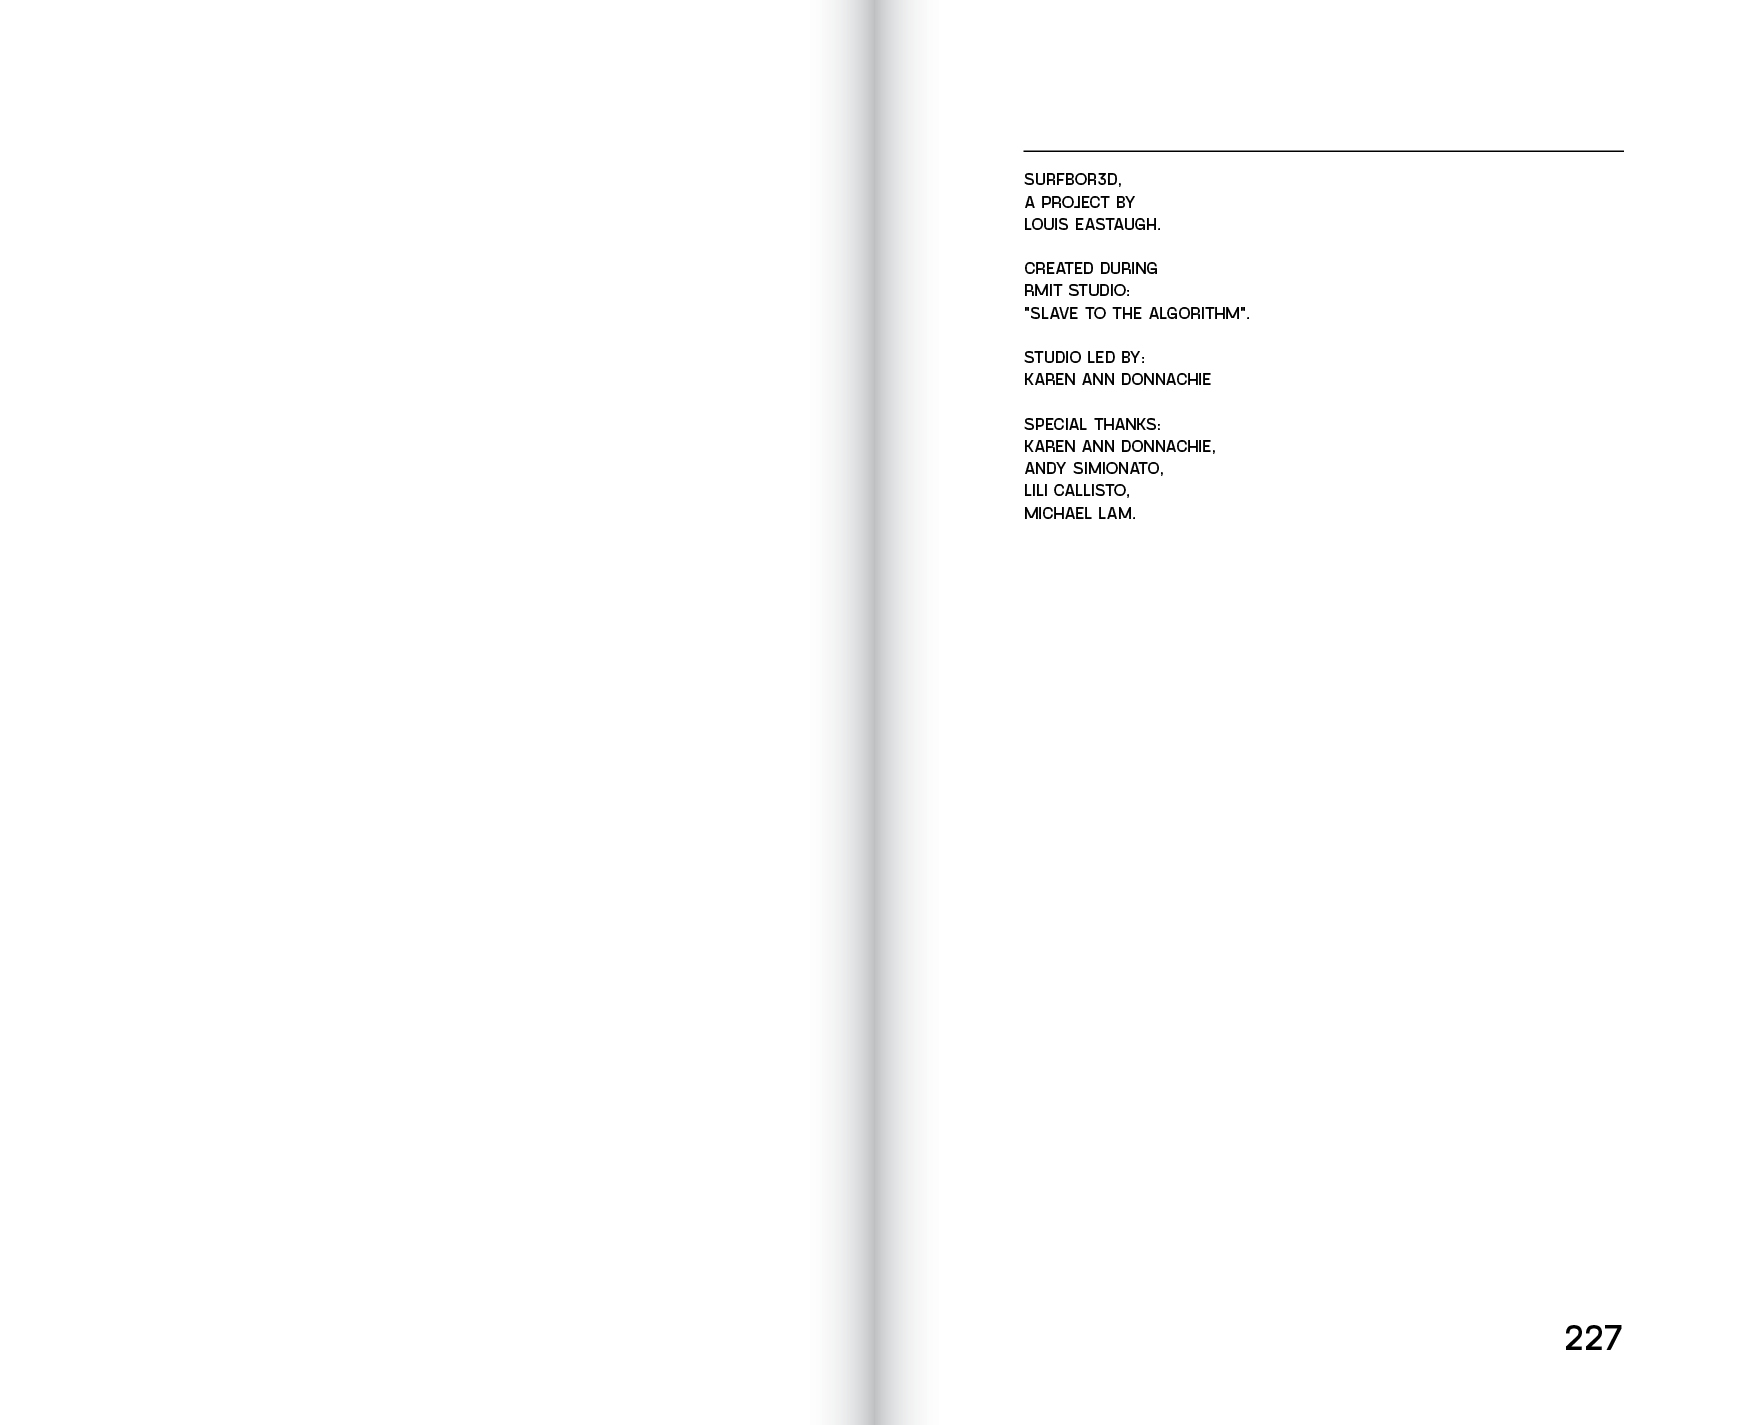 SURFBOR3D,
A PROJECT BY
LOUIS EASTAUGH.
CREATED DURING
RMIT STUDIO:
"SLAVE TO THE ALGORITHM".
STUDIO LED BY:
KAREN ANN DONNACHIE
SPECIAL THANKS:
KAREN ANN DONNACHIE,
ANDY SIMIONATO,
LILI CALLISTO,
MICHAEL LAM.
227